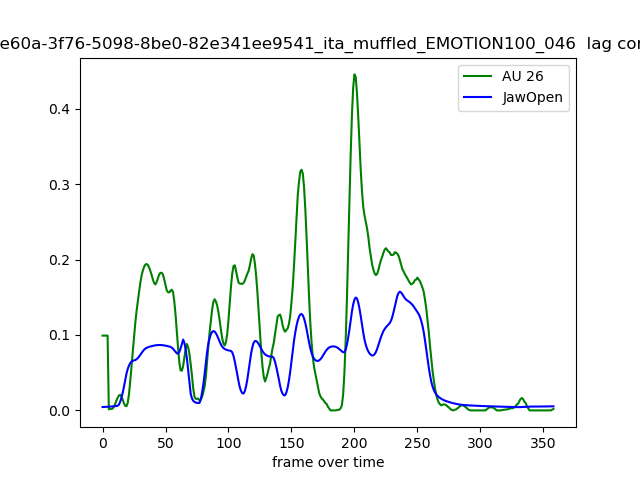 e60a-3f76-5098-8be0-82e341ee9541_ita_muffled_EMOTION100_046 lag cor
AU 26
JawOpen
0.4
0.3
0.2
0.1
0.0
0 50 100 150 200 250 300 350
frame over time